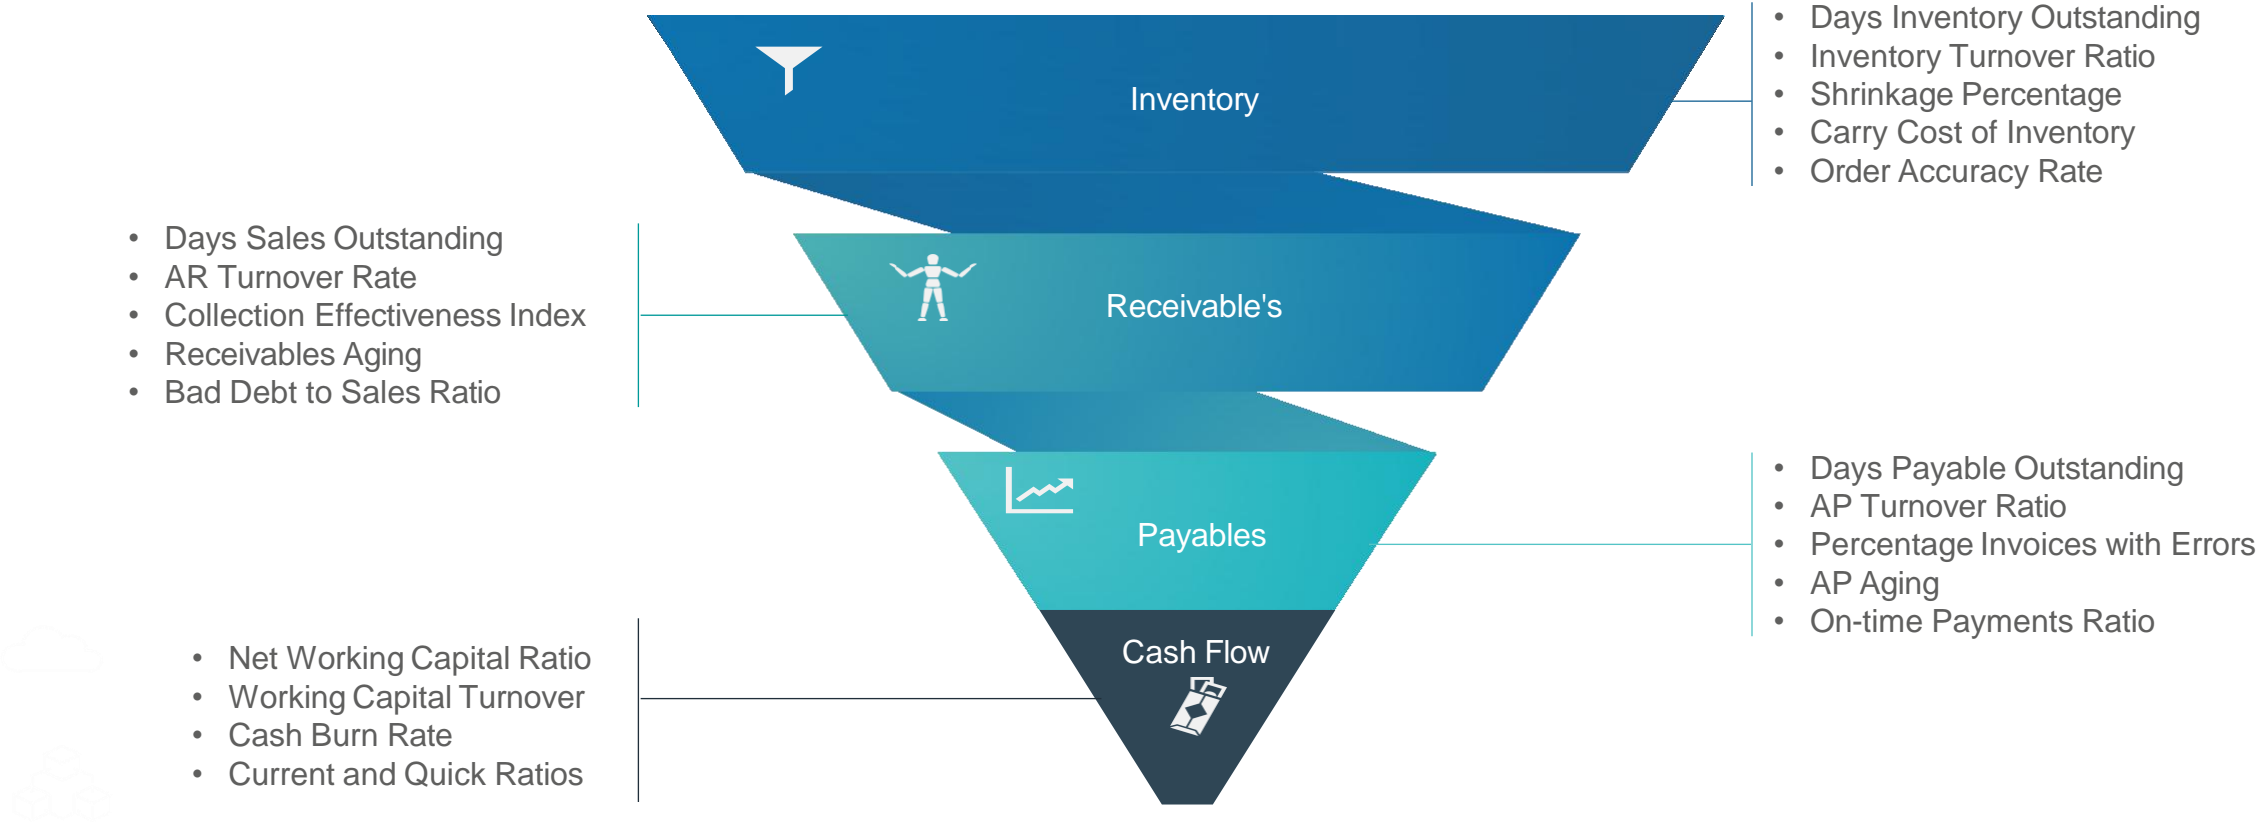 Inventory
• Days Inventory Outstanding
• Inventory Turnover Ratio
• Shrinkage Percentage
• Carry Cost of Inventory
• Order Accuracy Rate
• Days Sales Outstanding
• AR Turnover Rate
• Collection Effectiveness Index
• Receivables Aging
• Bad Debt to Sales Ratio
Receivable's
Payables
• Days Payable Outstanding
• AP Turnover Ratio
• Percentage Invoices with Errors
• AP Aging
• On-time Payments Ratio
• Net Working Capital Ratio
• Working Capital Turnover
• Cash Burn Rate
• Current and Quick Ratios
Cash Flow